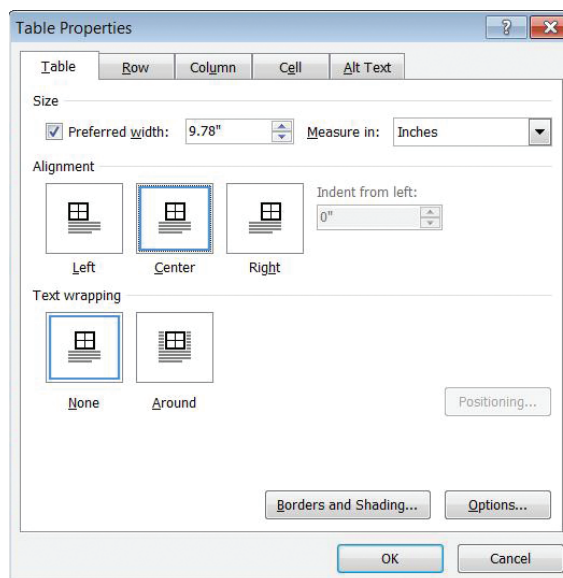 Table Properties
Table Row Column Cell Alt Text
Size
Preferred width: 9.78" Measure in: Inches
Alignment
Indent from left:
0"
Left Center Right
Text wrapping
None Around
Positioning...
Borders and Shading... Options...
OK Cancel